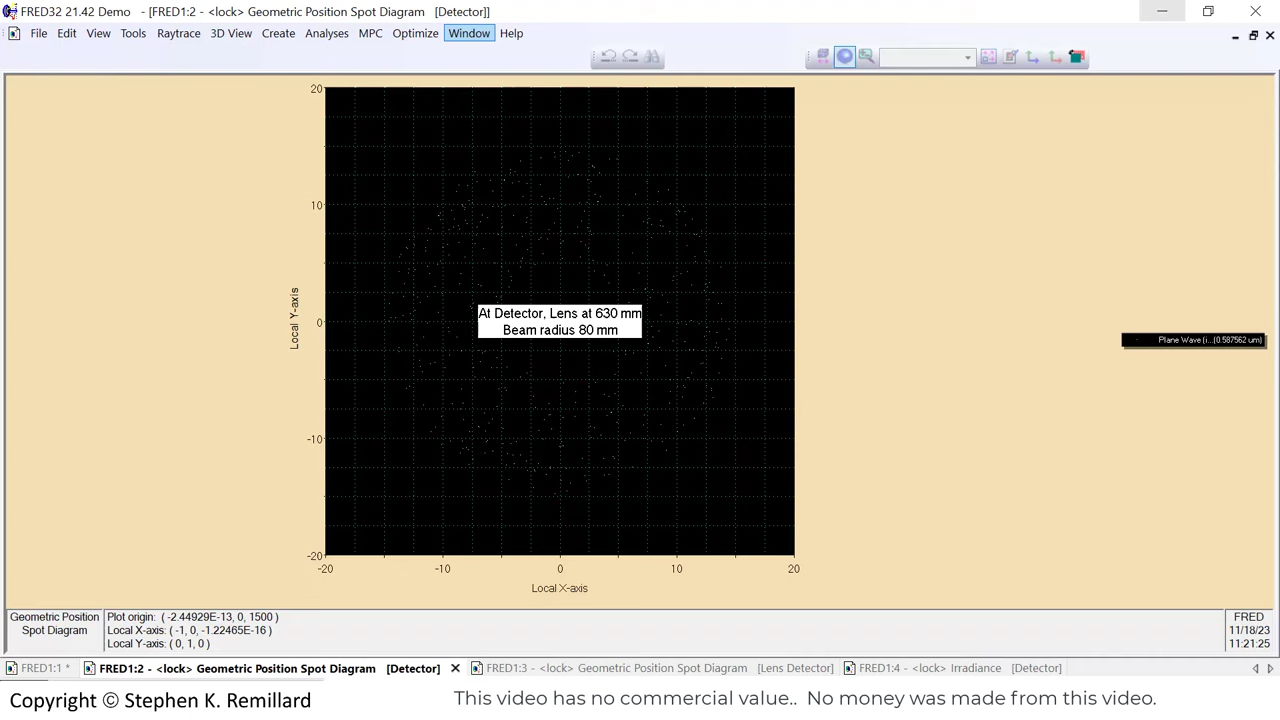 FRED32 21.42 Demo - [FRED1:2 - <lock> Geometric Position Spot Diagram [Detector]]
File Edit View Tools Raytrace 3D View Create Analyses MPC Optimize Window Help
20
10
0
-10
-20
Local Y-axis
At Detector, Lens at 630 mm
Beam radius 80 mm
Plane Wave (i...(0.587562 um)
-20 -10 0 10 20
Local X-axis
Geometric Position
Spot Diagram
Plot origin: ( -2.44929E-13, 0, 1500 )
Local X-axis: ( -1, 0, -1.22465E-16 )
Local Y-axis: ( 0, 1, 0 )
FRED
11/18/23
11:21:25
FRED1:1 * FRED1:2 - <lock> Geometric Position Spot Diagram [Detector] FRED1:3 - <lock> Geometric Position Spot Diagram [Lens Detector] FRED1:4 - <lock> Irradiance [Detector]
Copyright © Stephen K. Remillard
This video has no commercial value.. No money was made from this video.